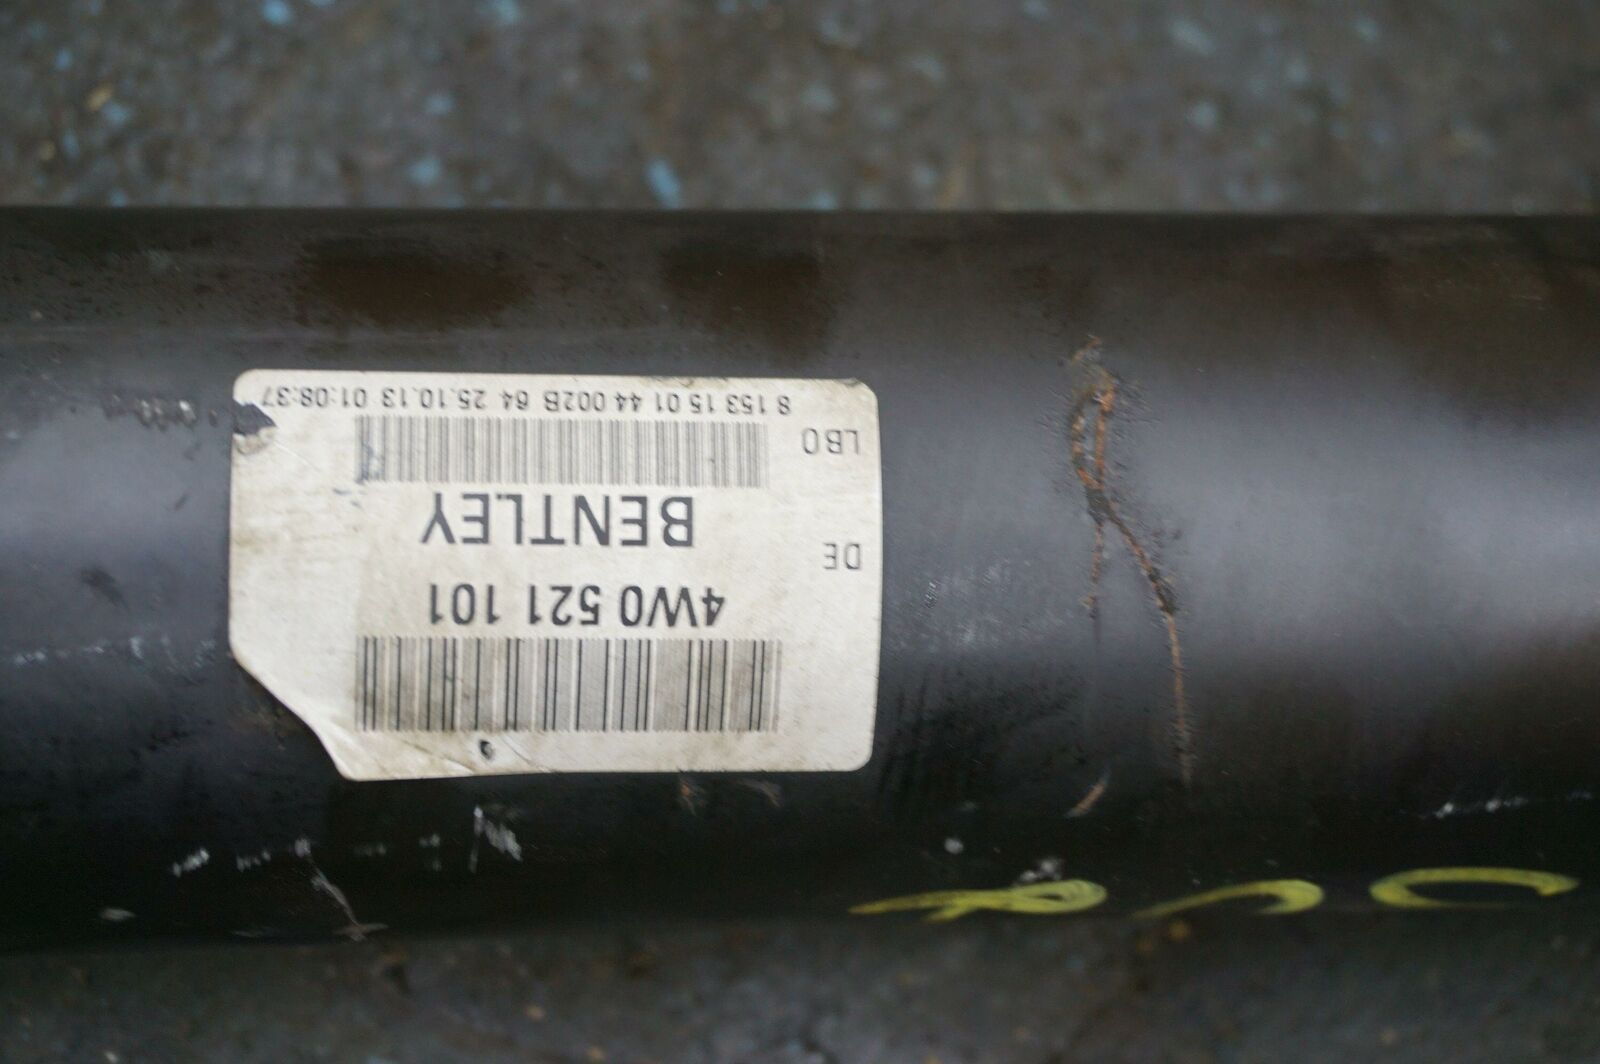 4W0 521 101
DE
BENTLEY
LBO
8 153 15 01 44 002B 64 25.10.13 01:08:37